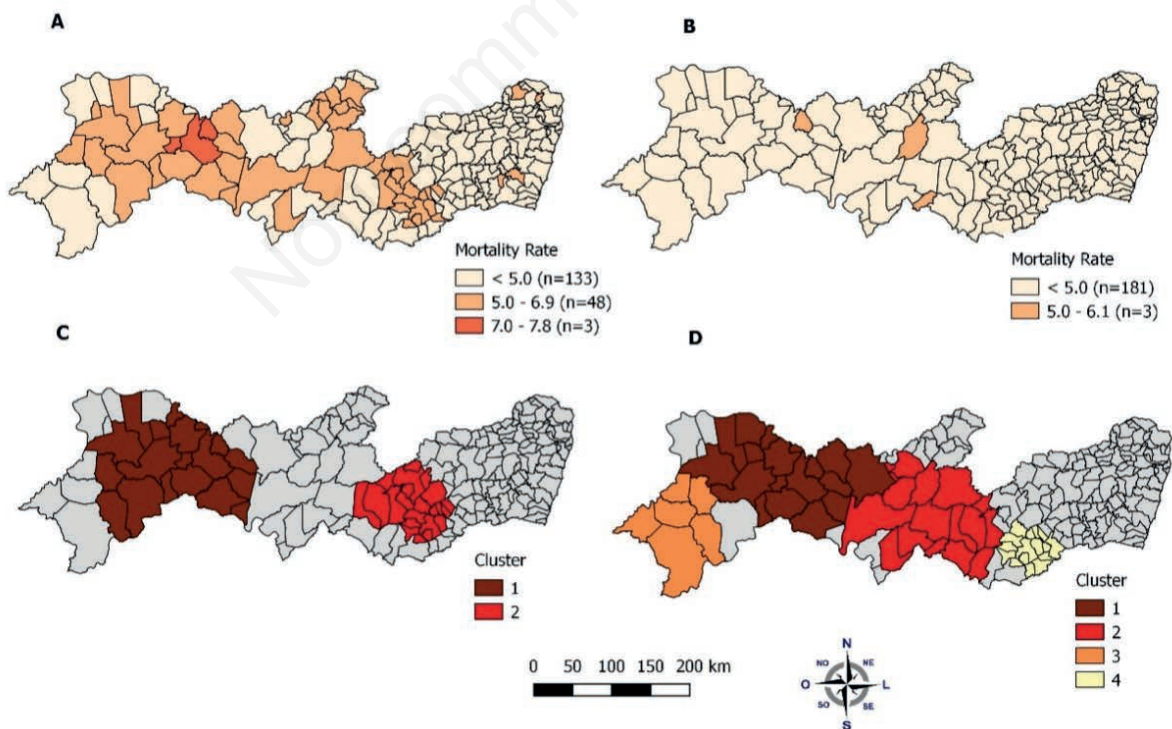 A
B
Mortality Rate
< 5.0 (n=133)
5.0 - 6.9 (n=48)
7.0 - 7.8 (n=3)
Mortality Rate
< 5.0 (n=181)
5.0 - 6.1 (n=3)
C
D
Cluster
1
2
Cluster
1
2
3
4
0 50 100 150 200 km
N
NO NE
O L
SO SE
S